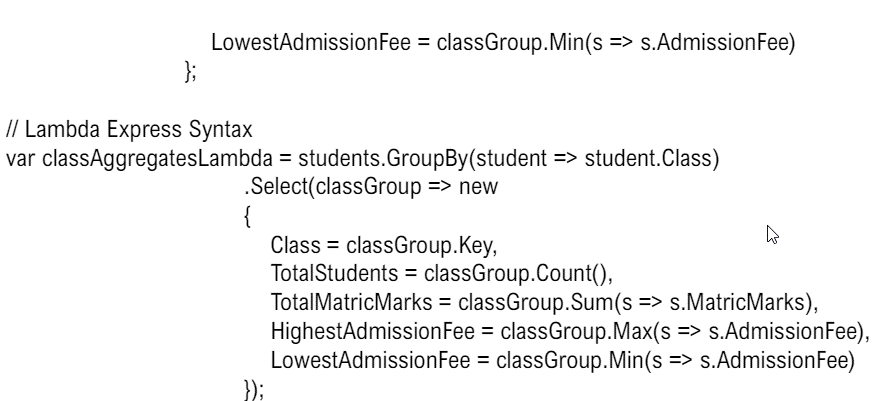 LowestAdmissionFee = classGroup.Min(s => s.AdmissionFee)
};
// Lambda Express Syntax
var classAggregatesLambda = students.GroupBy(student => student.Class)
.Select(classGroup => new
{
Class = classGroup.Key,
TotalStudents = classGroup.Count(),
TotalMatricMarks = classGroup.Sum(s => s.MatricMarks),
HighestAdmissionFee = classGroup.Max(s => s.AdmissionFee),
LowestAdmissionFee = classGroup.Min(s => s.AdmissionFee)
});